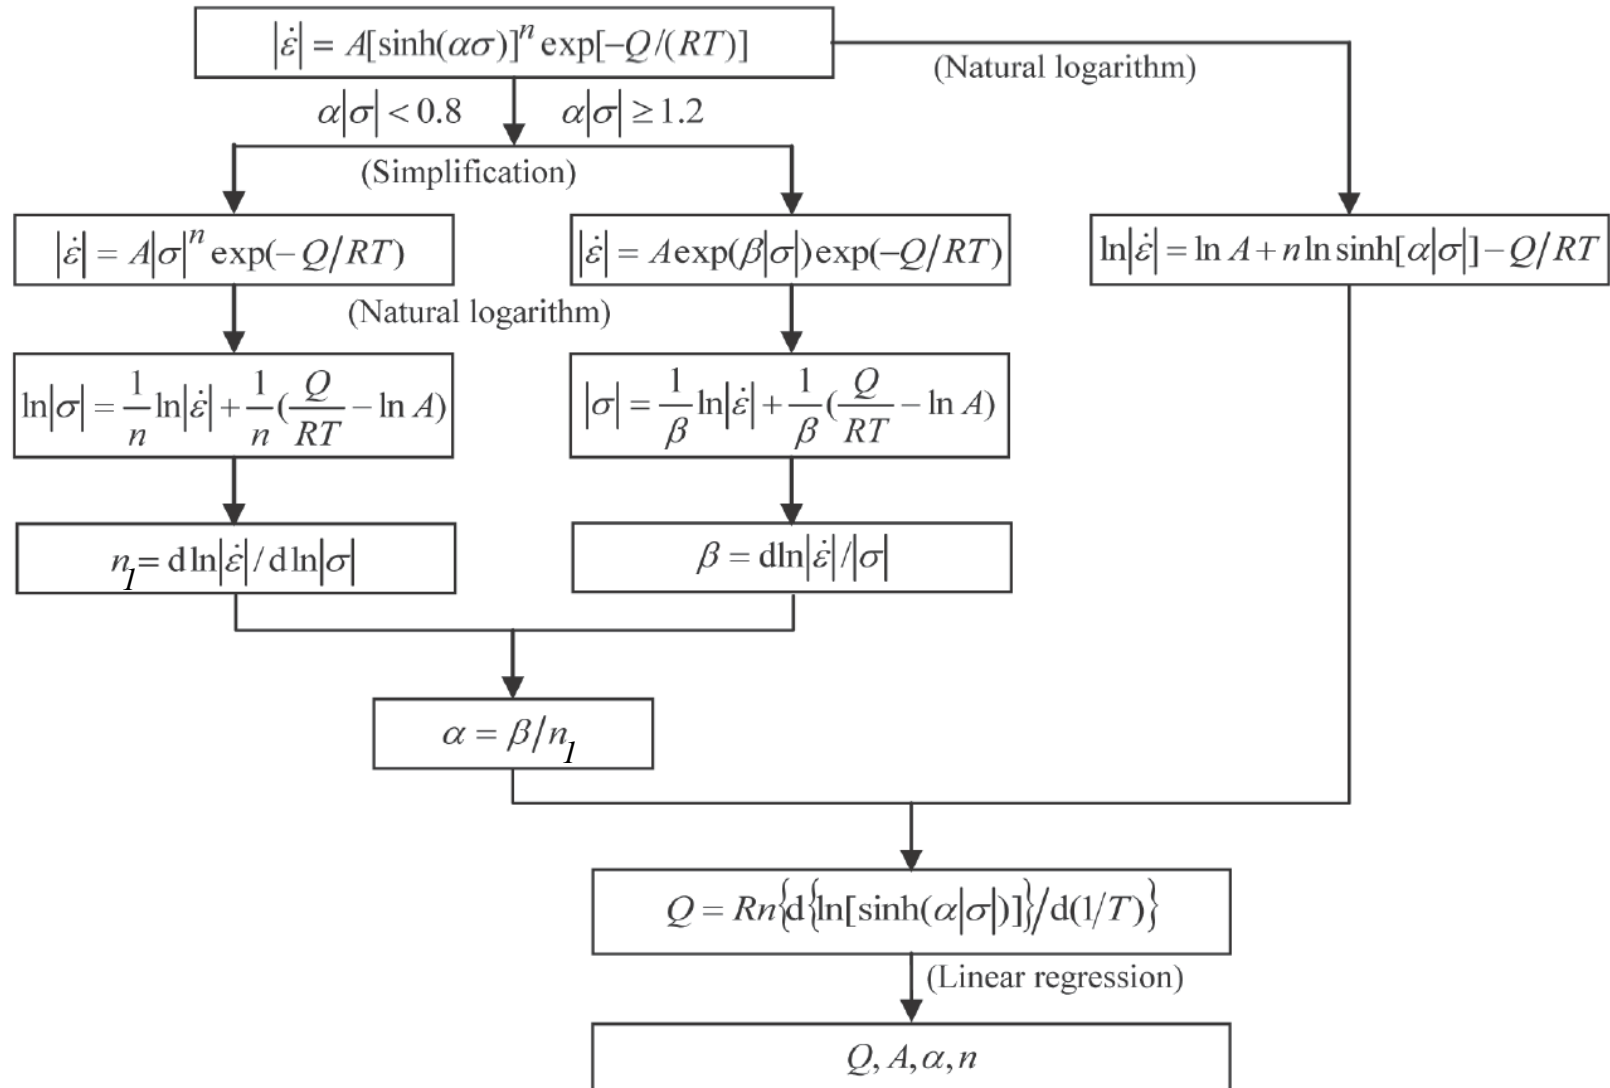 |ε̇| = A[sinh(ασ)]ⁿ exp[−Q/(RT)]
(Natural logarithm)
α|σ| < 0.8
α|σ| ≥ 1.2
(Simplification)
|ε̇| = A|σ|ⁿ exp(−Q/RT)
|ε̇| = A exp(β|σ|) exp(−Q/RT)
ln|ε̇| = ln A + n ln sinh[α|σ|] − Q/RT
(Natural logarithm)
ln|σ| = 1/n ln|ε̇| + 1/n (Q/RT − ln A)
|σ| = 1/β ln|ε̇| + 1/β (Q/RT − ln A)
n₁ = d ln|ε̇| / d ln|σ|
β = dln|ε̇|/|σ|
α = β/n₁
Q = Rn{d{ln[sinh(α|σ|)]}/d(1/T)}
(Linear regression)
Q, A, α, n